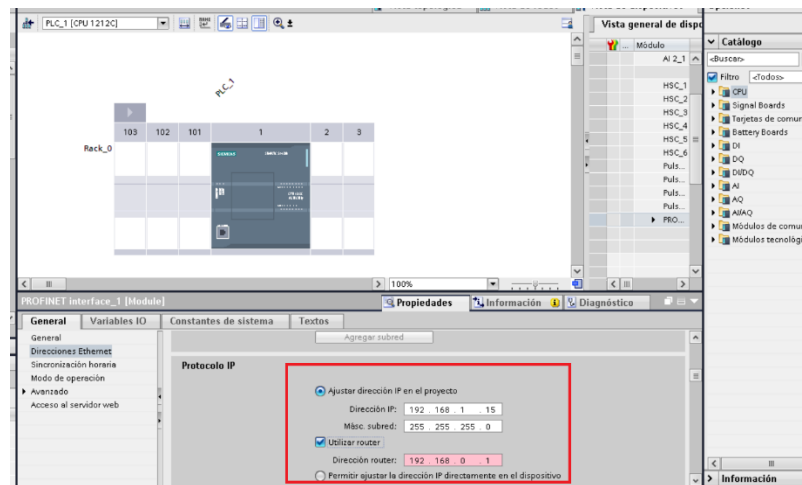 PLC_1 [CPU 1212C]
Vista general de dispo
Módulo
AI 2_1
HSC_1
HSC_2
HSC_3
HSC_4
HSC_5
HSC_6
Puls...
Puls...
Puls...
Puls...
PRO...
Catálogo
<Buscar>
Filtro <Todos>
CPU
Signal Boards
Tarjetas de comur
Battery Boards
DI
DQ
DI/DQ
AI
AQ
AI/AQ
Módulos de comu
Módulos tecnológi
Información
PLC_1
103 102 101 1 2 3
Rack_0
SIEMENS
100%
PROFINET interface_1 [Module]
Propiedades Información Diagnóstico
General Variables IO Constantes de sistema Textos
General
Direcciones Ethernet
Sincronización horaria
Modo de operación
Avanzado
Acceso al servidor web
Agregar subred
Protocolo IP
Ajustar dirección IP en el proyecto
Dirección IP: 192 . 168 . 1 . 15
Másc. subred: 255 . 255 . 255 . 0
Utilizar router
Dirección router: 192 . 168 . 0 . 1
Permitir ajustar la dirección IP directamente en el dispositivo